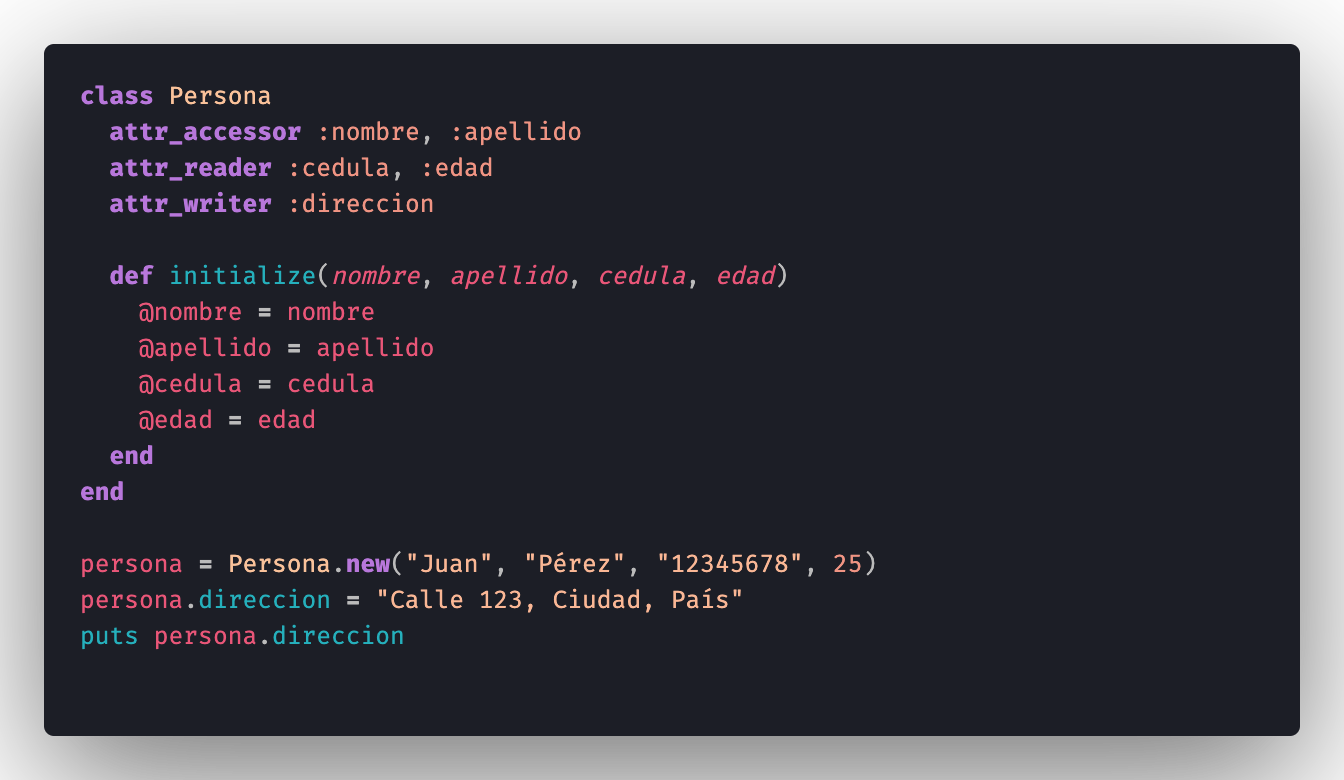 class Persona
  attr_accessor :nombre, :apellido
  attr_reader :cedula, :edad
  attr_writer :direccion

  def initialize(nombre, apellido, cedula, edad)
    @nombre = nombre
    @apellido = apellido
    @cedula = cedula
    @edad = edad
  end
end

persona = Persona.new("Juan", "Pérez", "12345678", 25)
persona.direccion = "Calle 123, Ciudad, País"
puts persona.direccion